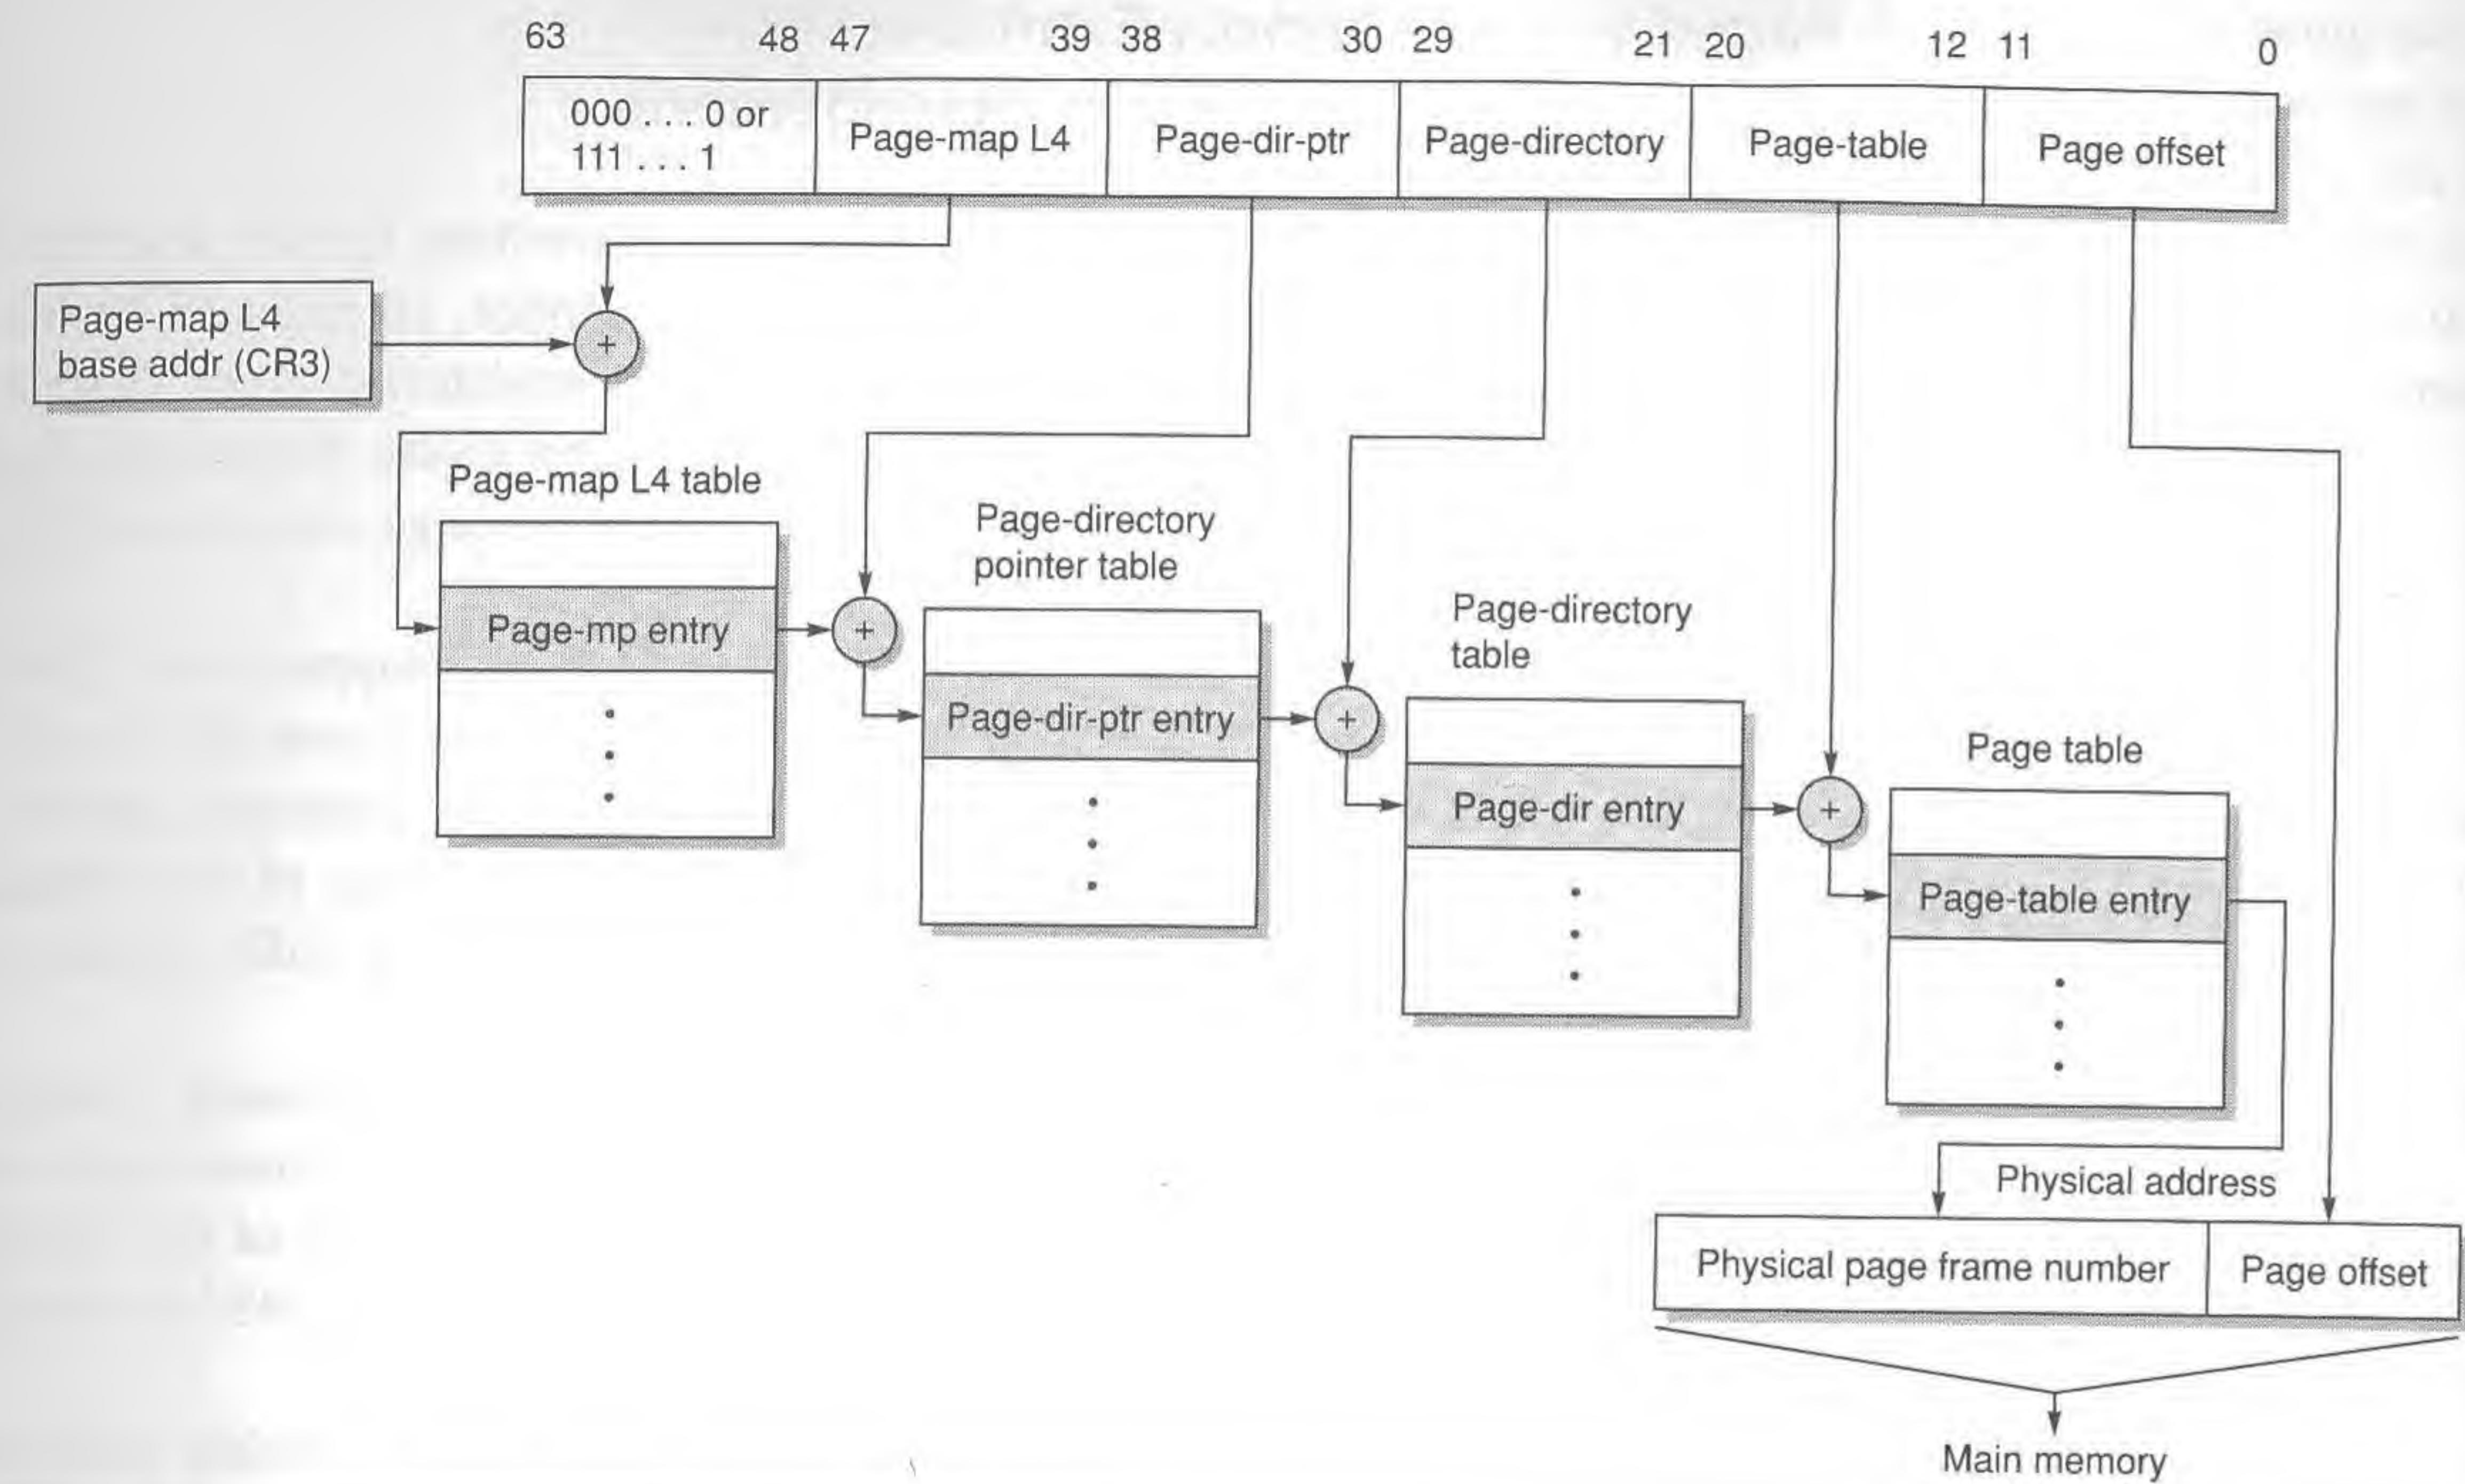 63 48 47 39 38 30 29 21 20 12 11 0
000 . . . 0 or
111 . . . 1
Page-map L4
Page-dir-ptr
Page-directory
Page-table
Page offset
Page-map L4
base addr (CR3)
+
Page-map L4 table
Page-mp entry
+
Page-directory
pointer table
Page-dir-ptr entry
+
Page-directory
table
Page-dir entry
+
Page table
Page-table entry
Physical address
Physical page frame number
Page offset
Main memory